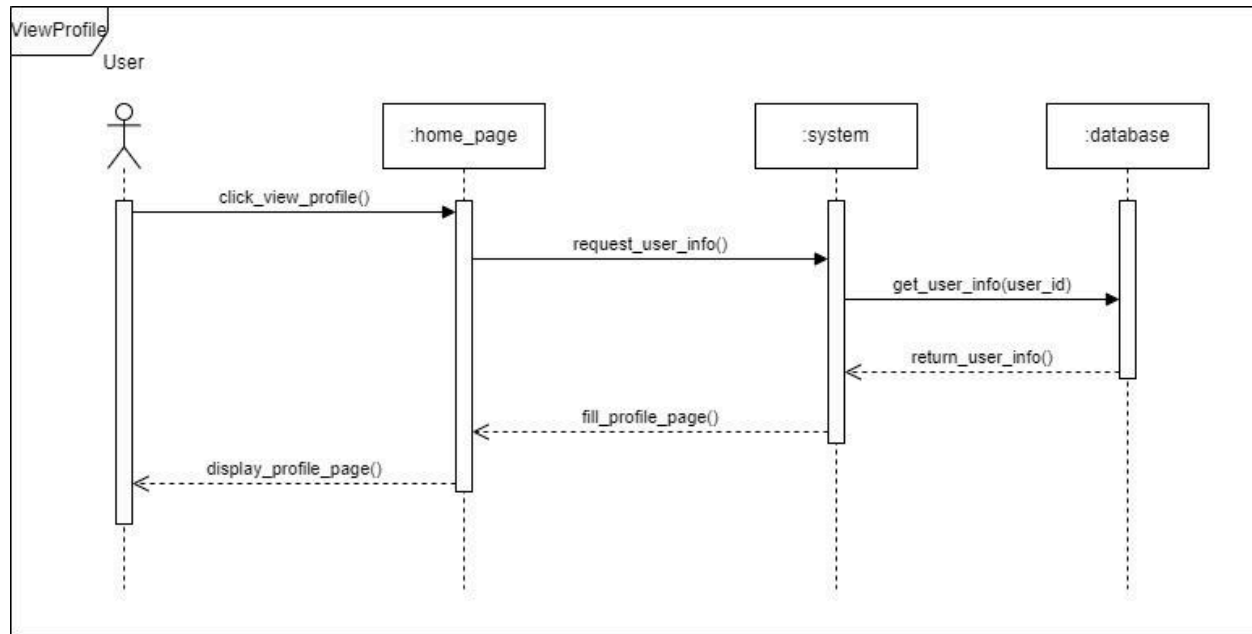 ViewProfile
User
:home_page
:system
:database
click_view_profile()
request_user_info()
get_user_info(user_id)
return_user_info()
fill_profile_page()
display_profile_page()